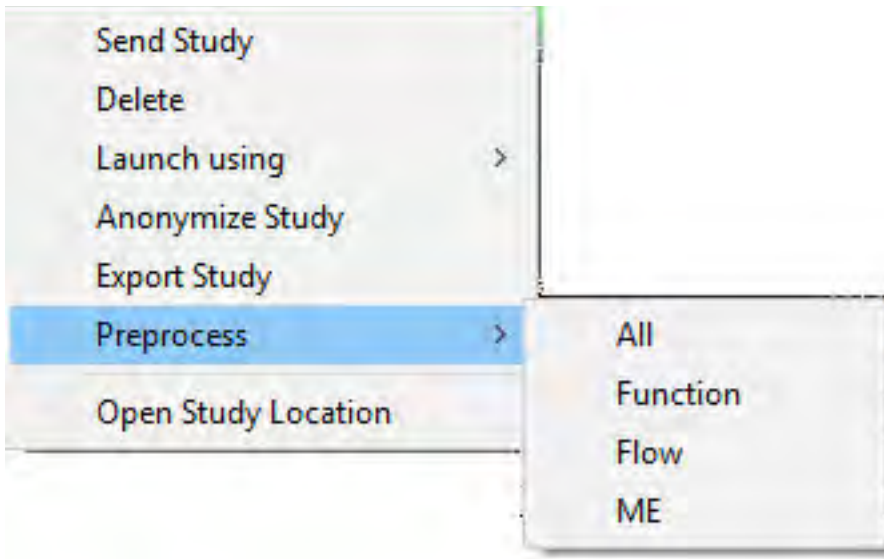 Send Study
Delete
Launch using
Anonymize Study
Export Study
Preprocess
Open Study Location
All
Function
Flow
ME